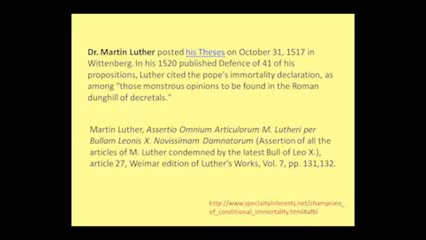 Dr. Martin Luther posted his Theses on October 31, 1517 in
Wittenberg. In his 1520 published Defence of 41 of his
propositions, Luther cited the pope's immortality declaration, as
among "those monstrous opinions to be found in the Roman
dunghill of decretals."
Martin Luther, Assertio Omnium Articulorum M. Lutheri per
Bullam Leonis X. Novissimam Damnatorum (Assertion of all the
articles of M. Luther condemned by the latest Bull of Leo X.),
article 27, Weimar edition of Luther's Works, Vol. 7, pp. 131,132.
http://www.specialtyinterests.net/champions_
of_conditional_immortality.html#afbl